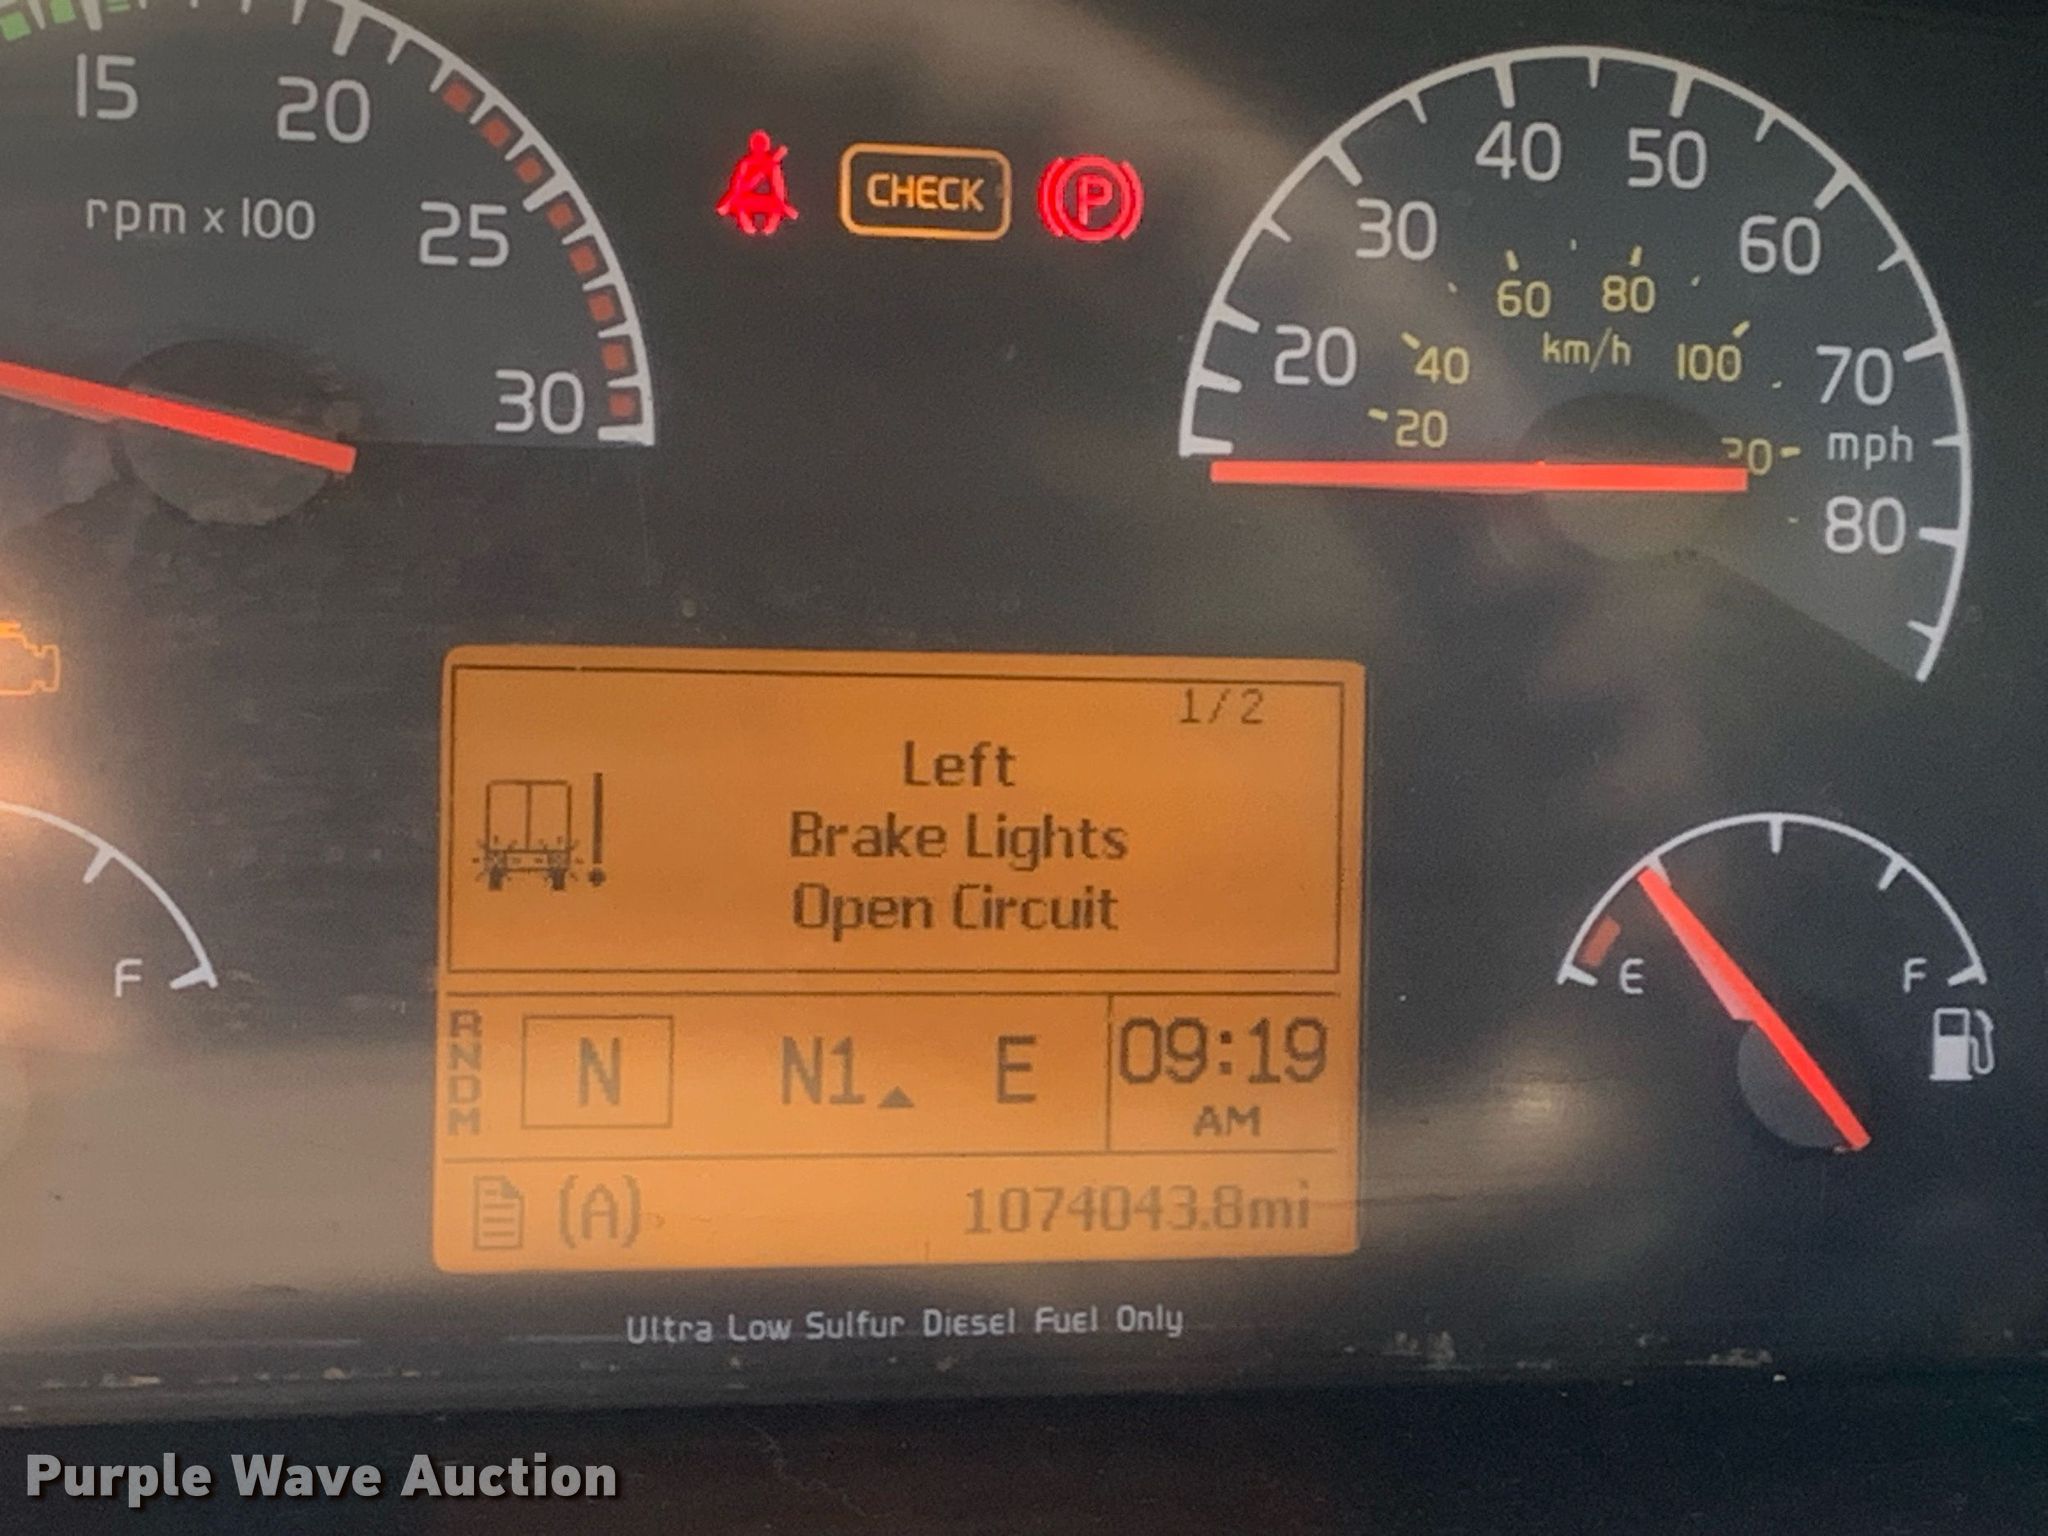 15
20
25
30
rpm x 100
CHECK
P
20
30
40
50
60
70
80
mph
20
40
60
80
100
km/h
1/2
Left
Brake Lights
Open Circuit
R
N
D
M
N
N1
E
09:19
AM
(A)
1074043.8mi
F
E
F
Ultra Low Sulfur Diesel Fuel Only
Purple Wave Auction